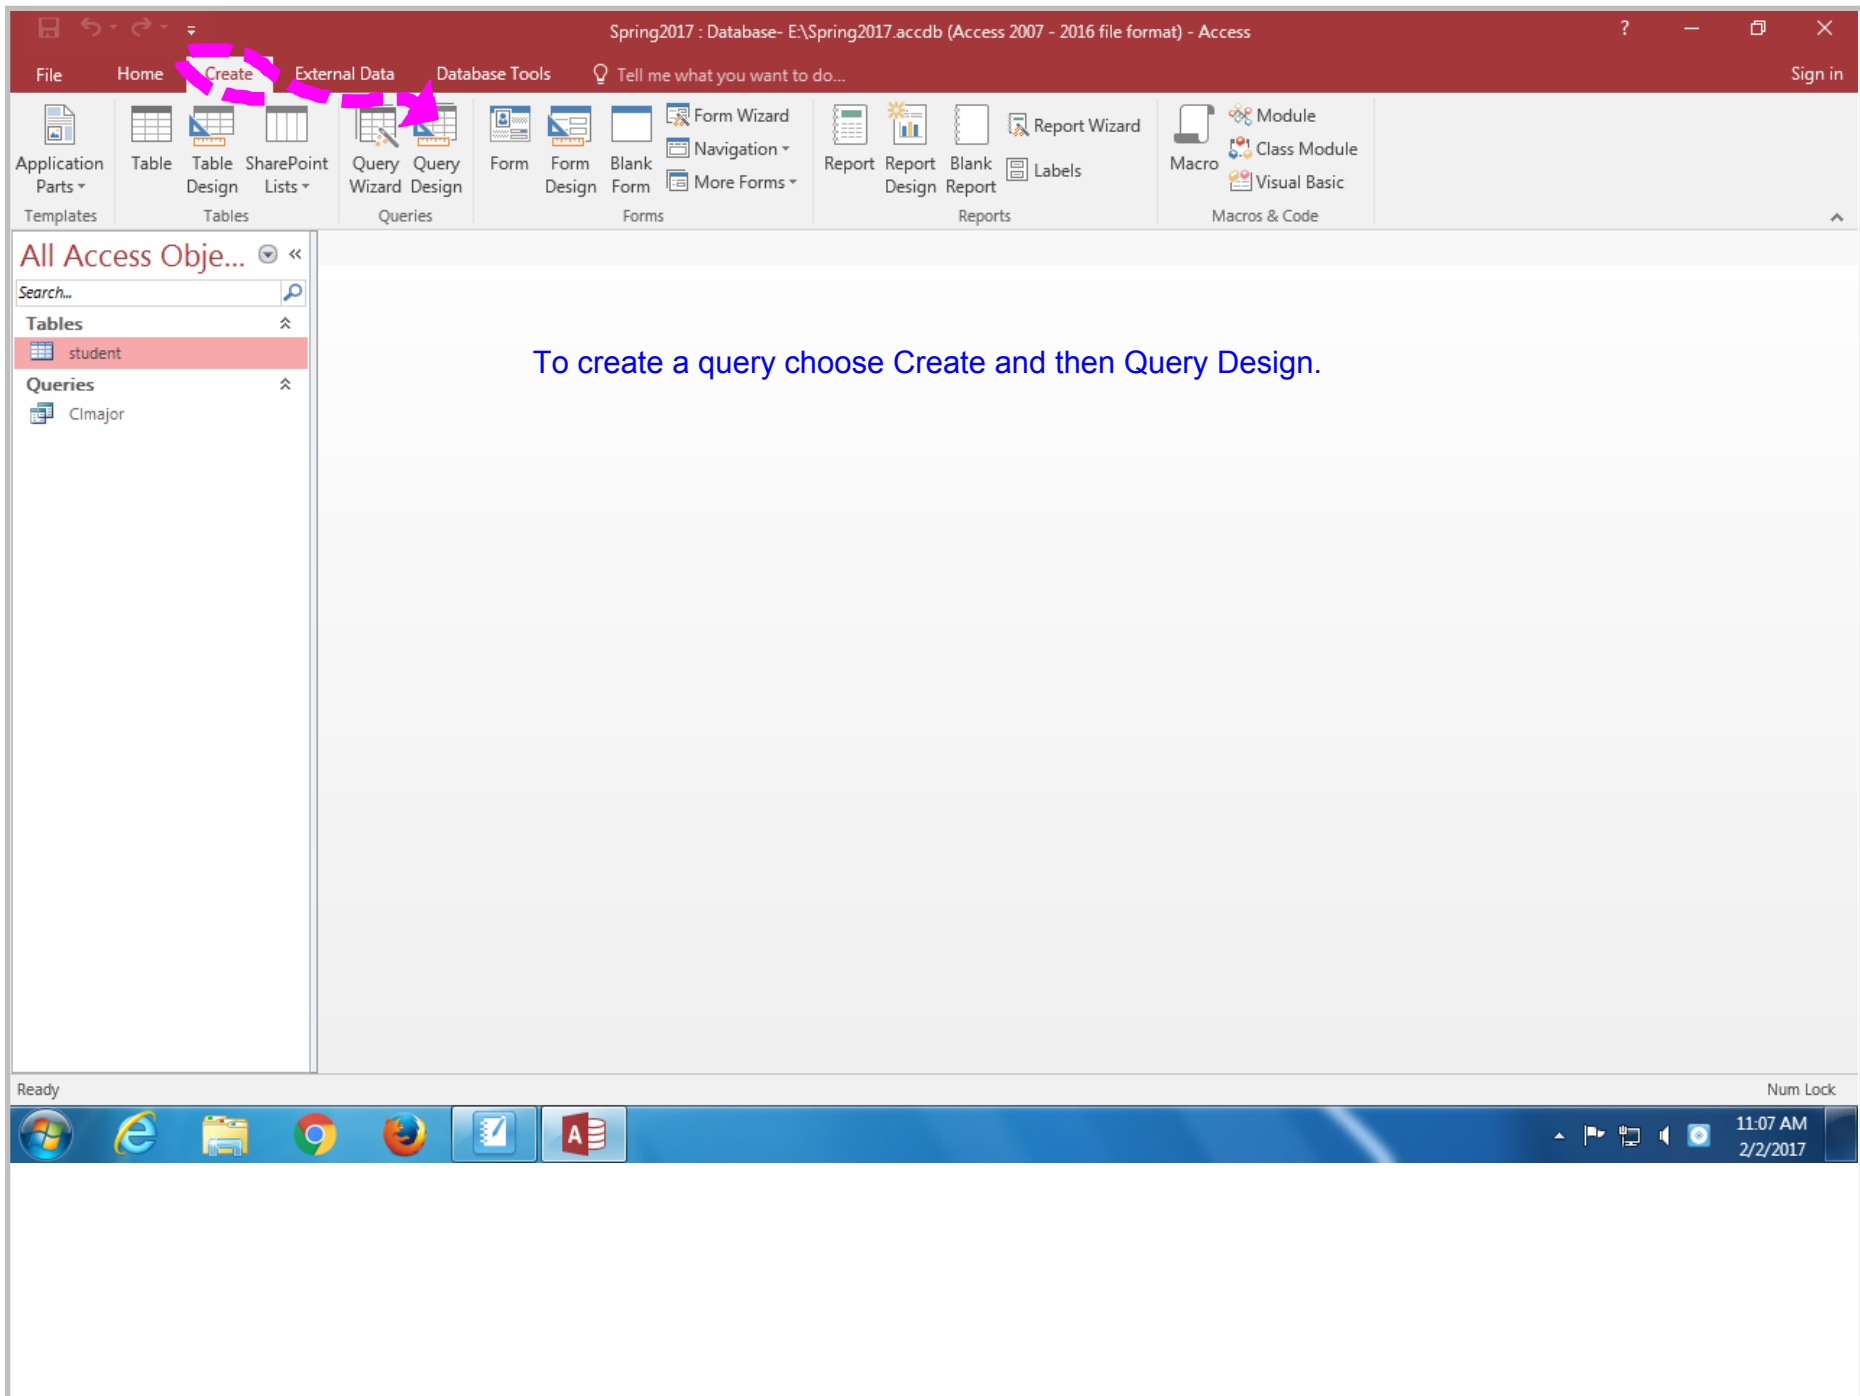 Spring2017 : Database- E:\Spring2017.accdb (Access 2007 - 2016 file format) - Access
?
File Home Create External Data Database Tools Tell me what you want to do... Sign in
Application Parts
Table
Table Design
SharePoint Lists
Query Wizard
Query Design
Form
Form Design
Blank Form
Form Wizard
Navigation
More Forms
Report
Report Design
Blank Report
Report Wizard
Labels
Macro
Module
Class Module
Visual Basic
Templates Tables Queries Forms Reports Macros & Code
All Access Obje...
Search...
Tables
student
Queries
CImajor
To create a query choose Create and then Query Design.
Ready Num Lock
A
11:07 AM
2/2/2017